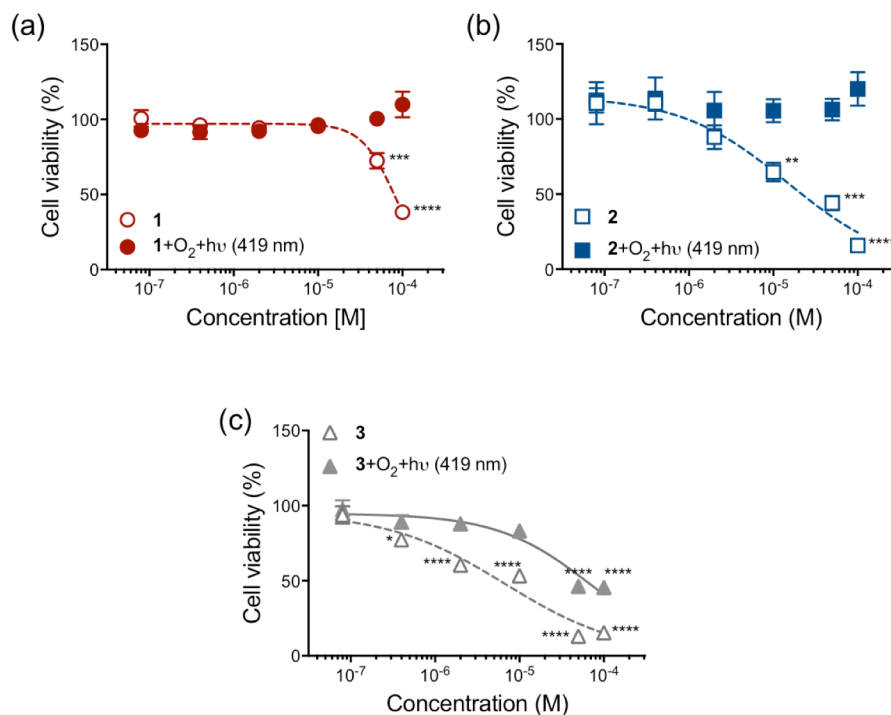 (a)
150
100
50
0
Cell viability (%)
***
****
1
1+O₂+hυ (419 nm)
10⁻⁷ 10⁻⁶ 10⁻⁵ 10⁻⁴
Concentration [M]
(b)
150
100
50
0
Cell viability (%)
**
***
****
2
2+O₂+hυ (419 nm)
10⁻⁷ 10⁻⁶ 10⁻⁵ 10⁻⁴
Concentration (M)
(c)
150
100
50
0
Cell viability (%)
3
3+O₂+hυ (419 nm)
*
****
****
**** ****
****
****
10⁻⁷ 10⁻⁶ 10⁻⁵ 10⁻⁴
Concentration (M)